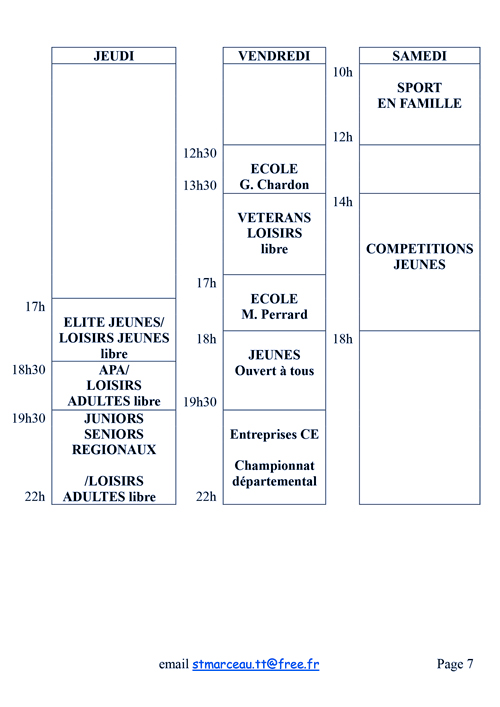 JEUDI
17h
ELITE JEUNES/
LOISIRS JEUNES
libre
18h30
APA/
LOISIRS
ADULTES libre
19h30
JUNIORS
SENIORS
REGIONAUX
/LOISIRS
22h
ADULTES libre
VENDREDI
12h30
ECOLE
13h30
G. Chardon
VETERANS
LOISIRS
libre
17h
ECOLE
M. Perrard
18h
JEUNES
Ouvert à tous
19h30
Entreprises CE
Championnat
départemental
22h
SAMEDI
10h
SPORT
EN FAMILLE
12h
14h
COMPETITIONS
JEUNES
18h
email stmarceau.tt@free.fr
Page 7